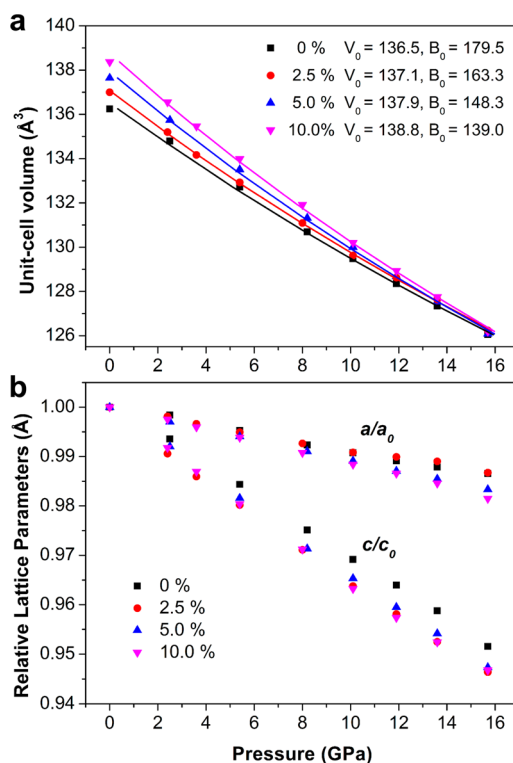 a
140
138
136
134
132
130
128
126
Unit-cell volume (Å³)
0 % V₀ = 136.5, B₀ = 179.5
2.5 % V₀ = 137.1, B₀ = 163.3
5.0 % V₀ = 137.9, B₀ = 148.3
10.0% V₀ = 138.8, B₀ = 139.0
0 2 4 6 8 10 12 14 16
b
1.00
0.99
0.98
0.97
0.96
0.95
0.94
Relative Lattice Parameters (Å)
a/a₀
c/c₀
0 %
2.5 %
5.0 %
10.0 %
0 2 4 6 8 10 12 14 16
Pressure (GPa)